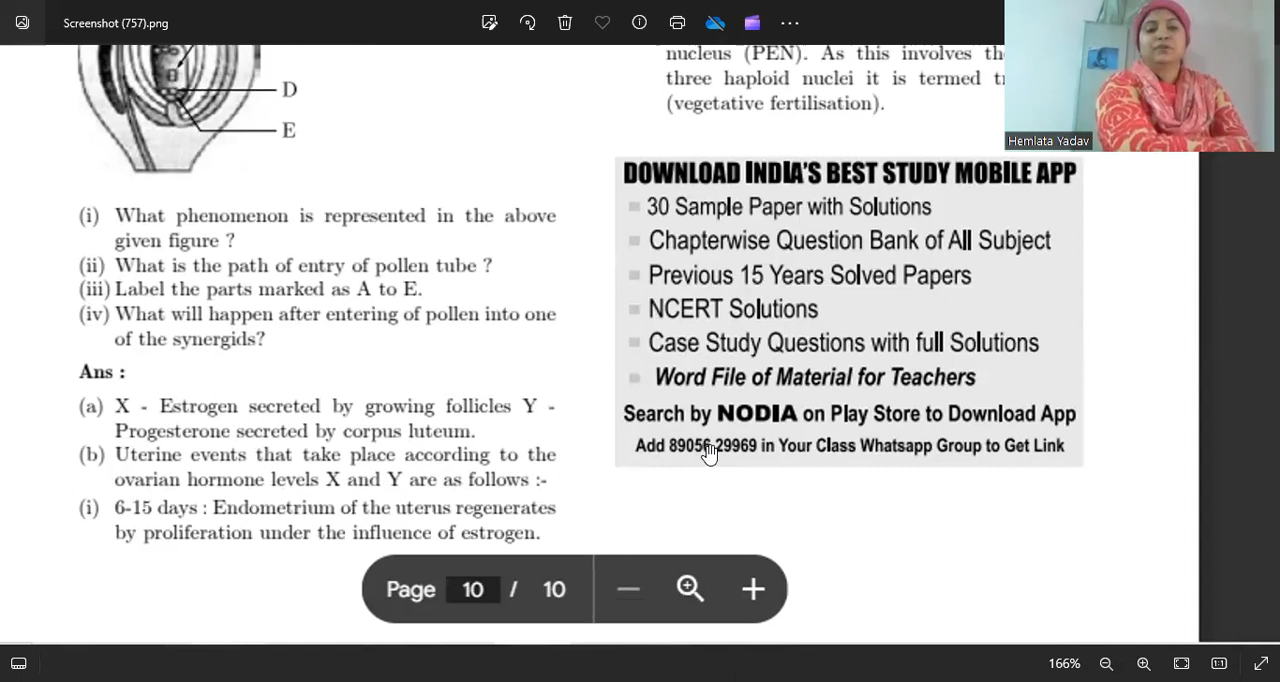 Screenshot (757).png
nucleus (PEN). As this involves
three haploid nuclei it is termed
(vegetative fertilisation).
Hemlata Yadav
D
E
(i) What phenomenon is represented in the above
given figure ?
(ii) What is the path of entry of pollen tube ?
(iii) Label the parts marked as A to E.
(iv) What will happen after entering of pollen into one
of the synergids?
Ans :
(a) X - Estrogen secreted by growing follicles Y -
Progesterone secreted by corpus luteum.
(b) Uterine events that take place according to the
ovarian hormone levels X and Y are as follows :-
(i) 6-15 days : Endometrium of the uterus regenerates
by proliferation under the influence of estrogen.
DOWNLOAD INDIA'S BEST STUDY MOBILE APP
30 Sample Paper with Solutions
Chapterwise Question Bank of All Subject
Previous 15 Years Solved Papers
NCERT Solutions
Case Study Questions with full Solutions
Word File of Material for Teachers
Search by NODIA on Play Store to Download App
Add 89056 29969 in Your Class Whatsapp Group to Get Link
Page 10 / 10
166%
1:1